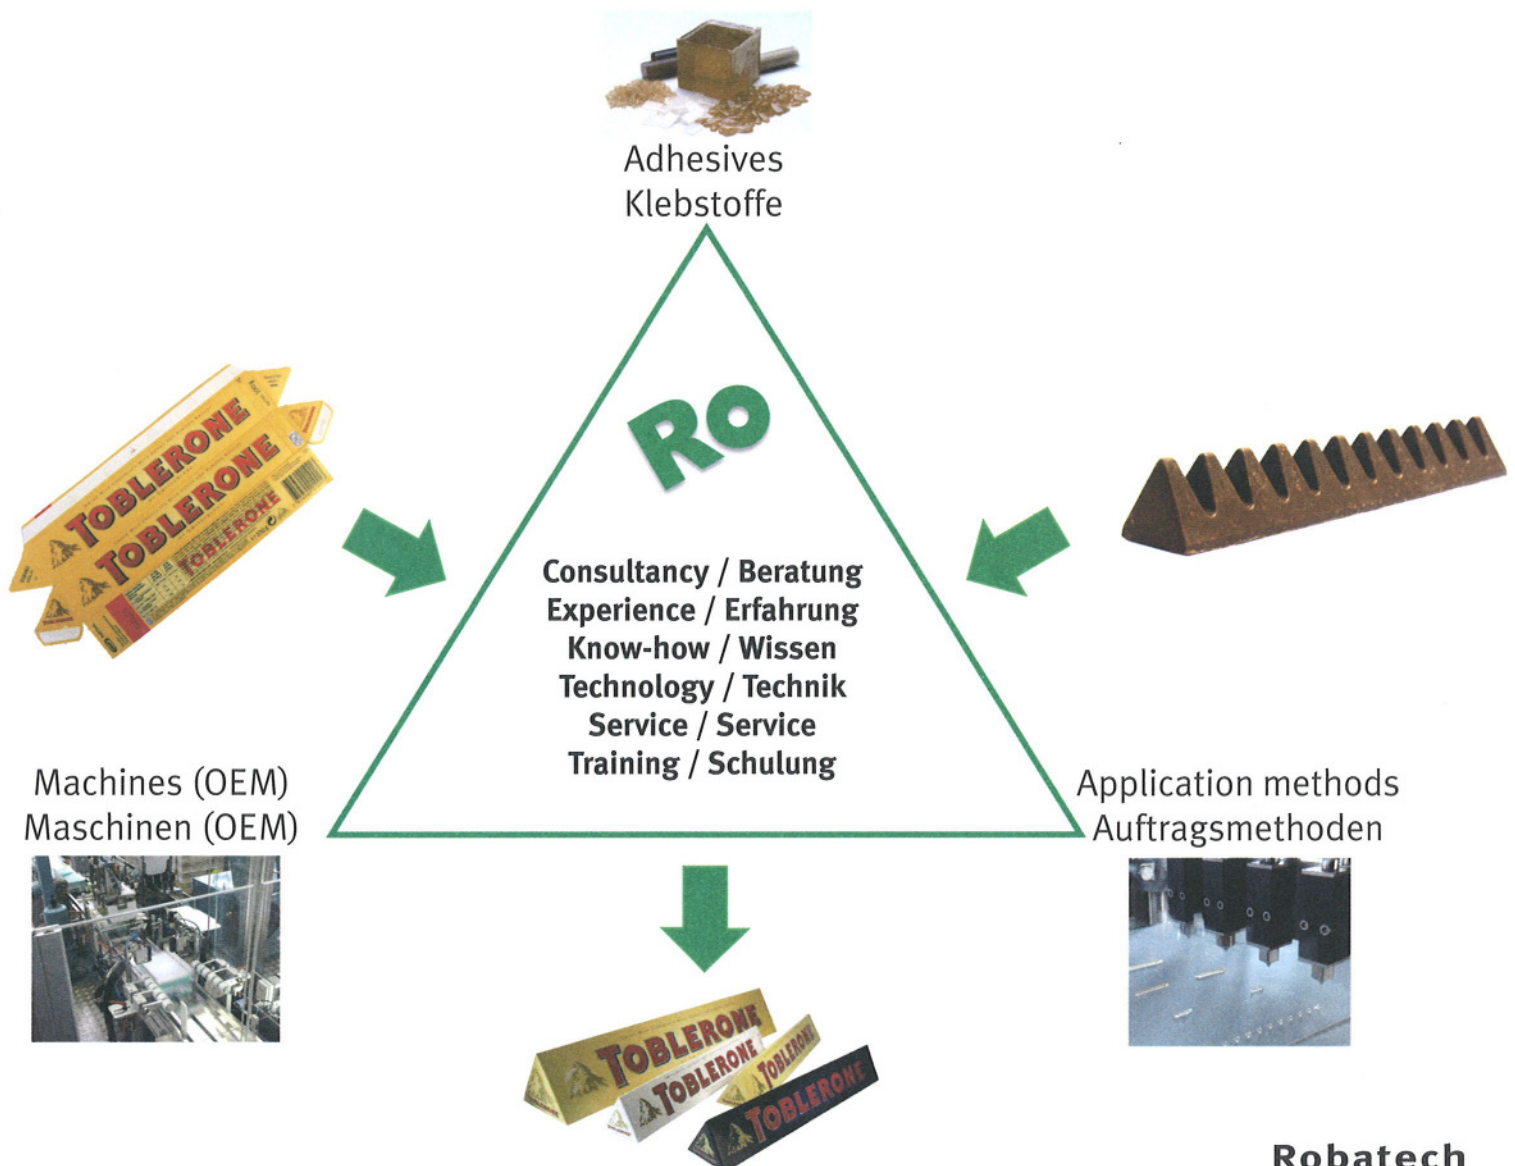 Adhesives
Klebstoffe
Ro
TOBLERONE
TOBLERONE
TOBLERONE
Consultancy / Beratung
Experience / Erfahrung
Know-how / Wissen
Technology / Technik
Service / Service
Training / Schulung
Machines (OEM)
Maschinen (OEM)
Application methods
Auftragsmethoden
TOBLERONE
TOBLERONE
TOBLERONE
TOBLERONE
Robatech